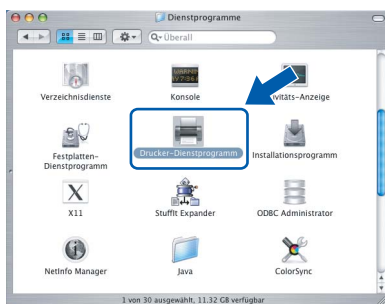 Dienstprogramme
Überall
Verzeichnisdienste
Konsole
ivitäts-Anzeige
Festplatten-
Dienstprogramm
Drucker-Dienstprogramm
Installationsprogramm
X11
StuffIt Expander
ODBC Administrator
NetInfo Manager
Java
ColorSync
1 von 30 ausgewählt, 11.32 GB verfügbar